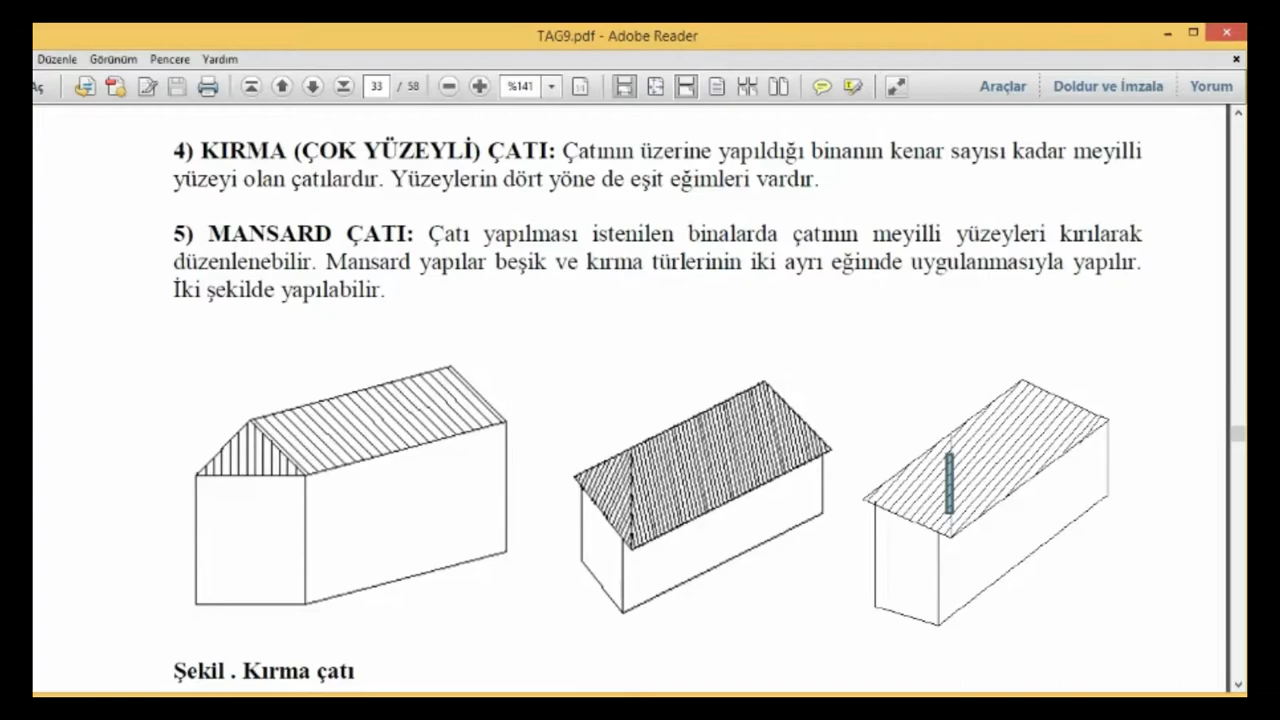 TAG9.pdf - Adobe Reader
Düzenle Görünüm Pencere Yardım
Aç 33 / 58 %141 Araçlar Doldur ve İmzala Yorum
4) KIRMA (ÇOK YÜZEYLİ) ÇATI: Çatının üzerine yapıldığı binanın kenar sayısı kadar meyilli
yüzeyi olan çatılardır. Yüzeylerin dört yöne de eşit eğimleri vardır.
5) MANSARD ÇATI: Çatı yapılması istenilen binalarda çatının meyilli yüzeyleri kırılarak
düzenlenebilir. Mansard yapılar beşik ve kırma türlerinin iki ayrı eğimde uygulanmasıyla yapılır.
İki şekilde yapılabilir.
Şekil . Kırma çatı